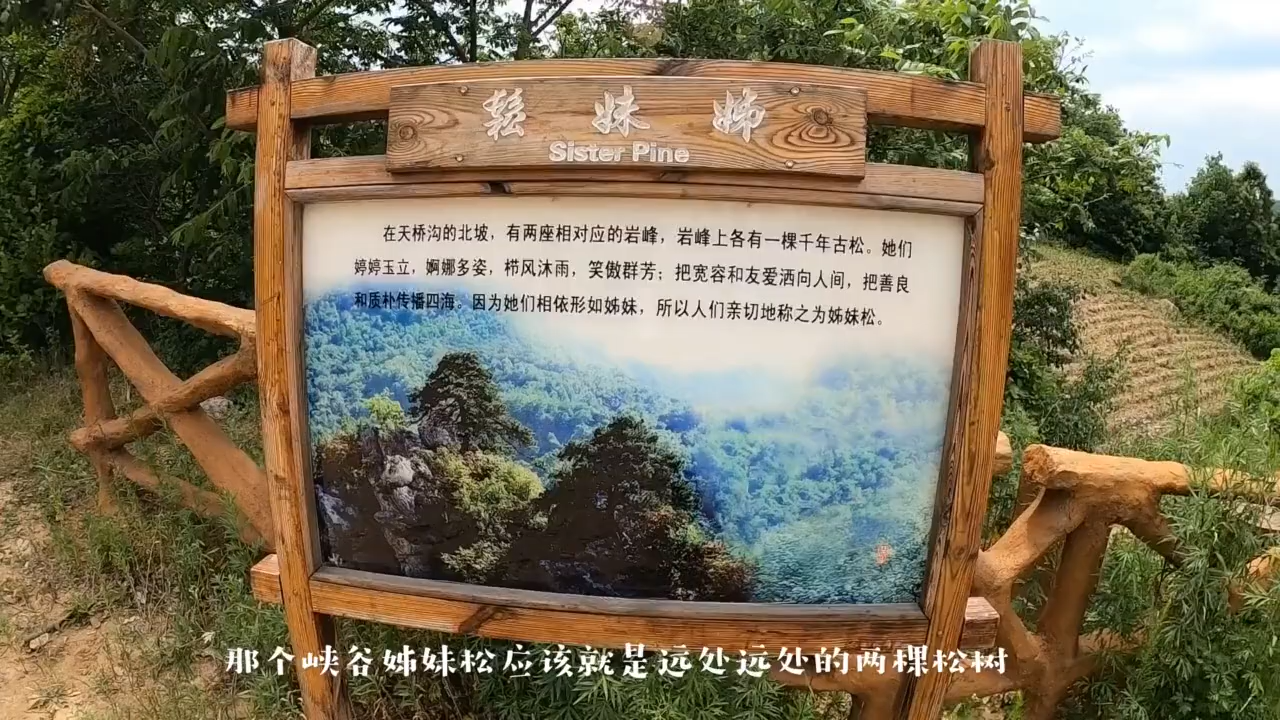 姊妹鬆
Sister Pine
在天桥沟的北坡，有两座相对应的岩峰，岩峰上各有一棵千年古松。她们
婷婷玉立，婀娜多姿，栉风沐雨，笑傲群芳；把宽容和友爱洒向人间，把善良
和质朴传播四海。因为她们相依形如姊妹，所以人们亲切地称之为姊妹松。
那个峡谷姊妹松应该就是远处远处的两棵松树